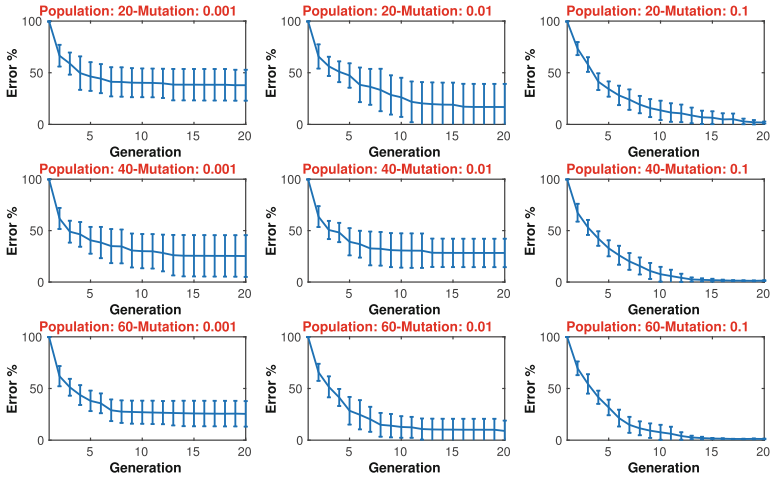 Population: 20-Mutation: 0.001
Population: 20-Mutation: 0.01
Population: 20-Mutation: 0.1
100
50
0
Error %
5 10 15 20
Generation
100
50
0
Error %
5 10 15 20
Generation
100
50
0
Error %
5 10 15 20
Generation
Population: 40-Mutation: 0.001
Population: 40-Mutation: 0.01
Population: 40-Mutation: 0.1
100
50
0
Error %
5 10 15 20
Generation
100
50
0
Error %
5 10 15 20
Generation
100
50
0
Error %
5 10 15 20
Generation
Population: 60-Mutation: 0.001
Population: 60-Mutation: 0.01
Population: 60-Mutation: 0.1
100
50
0
Error %
5 10 15 20
Generation
100
50
0
Error %
5 10 15 20
Generation
100
50
0
Error %
5 10 15 20
Generation